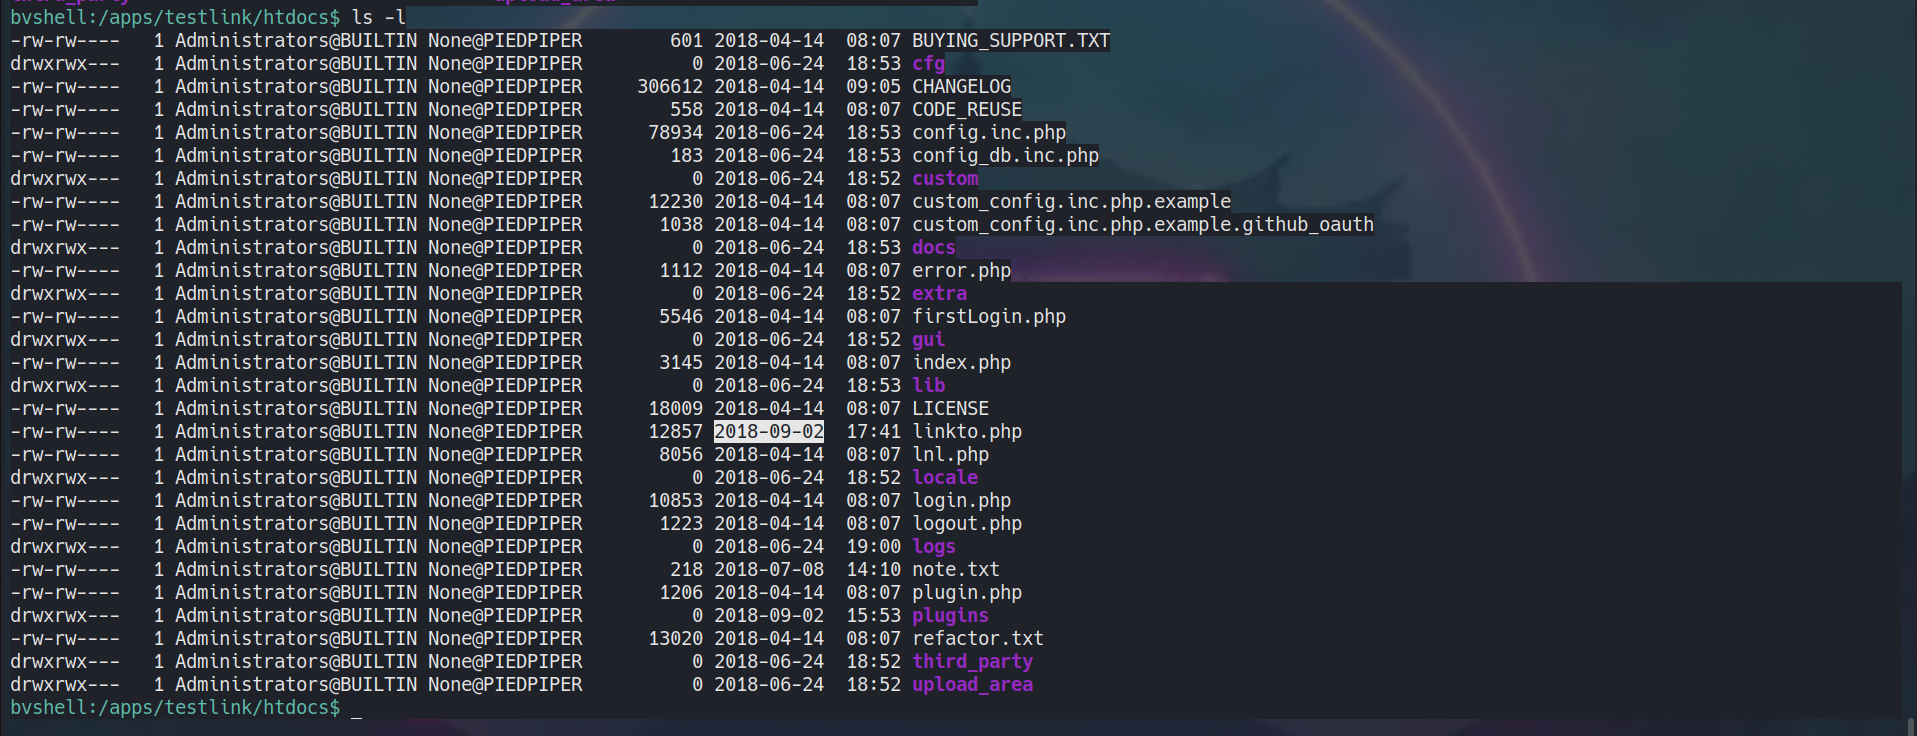 third_party                                 upload_area
bvshell:/apps/testlink/htdocs$ ls -l
-rw-rw----   1 Administrators@BUILTIN None@PIEDPIPER        601 2018-04-14  08:07 BUYING_SUPPORT.TXT
drwxrwx---   1 Administrators@BUILTIN None@PIEDPIPER          0 2018-06-24  18:53 cfg
-rw-rw----   1 Administrators@BUILTIN None@PIEDPIPER     306612 2018-04-14  09:05 CHANGELOG
-rw-rw----   1 Administrators@BUILTIN None@PIEDPIPER        558 2018-04-14  08:07 CODE_REUSE
-rw-rw----   1 Administrators@BUILTIN None@PIEDPIPER      78934 2018-06-24  18:53 config.inc.php
-rw-rw----   1 Administrators@BUILTIN None@PIEDPIPER        183 2018-06-24  18:53 config_db.inc.php
drwxrwx---   1 Administrators@BUILTIN None@PIEDPIPER          0 2018-06-24  18:52 custom
-rw-rw----   1 Administrators@BUILTIN None@PIEDPIPER      12230 2018-04-14  08:07 custom_config.inc.php.example
-rw-rw----   1 Administrators@BUILTIN None@PIEDPIPER       1038 2018-04-14  08:07 custom_config.inc.php.example.github_oauth
drwxrwx---   1 Administrators@BUILTIN None@PIEDPIPER          0 2018-06-24  18:53 docs
-rw-rw----   1 Administrators@BUILTIN None@PIEDPIPER       1112 2018-04-14  08:07 error.php
drwxrwx---   1 Administrators@BUILTIN None@PIEDPIPER          0 2018-06-24  18:52 extra
-rw-rw----   1 Administrators@BUILTIN None@PIEDPIPER       5546 2018-04-14  08:07 firstLogin.php
drwxrwx---   1 Administrators@BUILTIN None@PIEDPIPER          0 2018-06-24  18:52 gui
-rw-rw----   1 Administrators@BUILTIN None@PIEDPIPER       3145 2018-04-14  08:07 index.php
drwxrwx---   1 Administrators@BUILTIN None@PIEDPIPER          0 2018-06-24  18:53 lib
-rw-rw----   1 Administrators@BUILTIN None@PIEDPIPER      18009 2018-04-14  08:07 LICENSE
-rw-rw----   1 Administrators@BUILTIN None@PIEDPIPER      12857 2018-09-02  17:41 linkto.php
-rw-rw----   1 Administrators@BUILTIN None@PIEDPIPER       8056 2018-04-14  08:07 lnl.php
drwxrwx---   1 Administrators@BUILTIN None@PIEDPIPER          0 2018-06-24  18:52 locale
-rw-rw----   1 Administrators@BUILTIN None@PIEDPIPER      10853 2018-04-14  08:07 login.php
-rw-rw----   1 Administrators@BUILTIN None@PIEDPIPER       1223 2018-04-14  08:07 logout.php
drwxrwx---   1 Administrators@BUILTIN None@PIEDPIPER          0 2018-06-24  19:00 logs
-rw-rw----   1 Administrators@BUILTIN None@PIEDPIPER        218 2018-07-08  14:10 note.txt
-rw-rw----   1 Administrators@BUILTIN None@PIEDPIPER       1206 2018-04-14  08:07 plugin.php
drwxrwx---   1 Administrators@BUILTIN None@PIEDPIPER          0 2018-09-02  15:53 plugins
-rw-rw----   1 Administrators@BUILTIN None@PIEDPIPER      13020 2018-04-14  08:07 refactor.txt
drwxrwx---   1 Administrators@BUILTIN None@PIEDPIPER          0 2018-06-24  18:52 third_party
drwxrwx---   1 Administrators@BUILTIN None@PIEDPIPER          0 2018-06-24  18:52 upload_area
bvshell:/apps/testlink/htdocs$ _